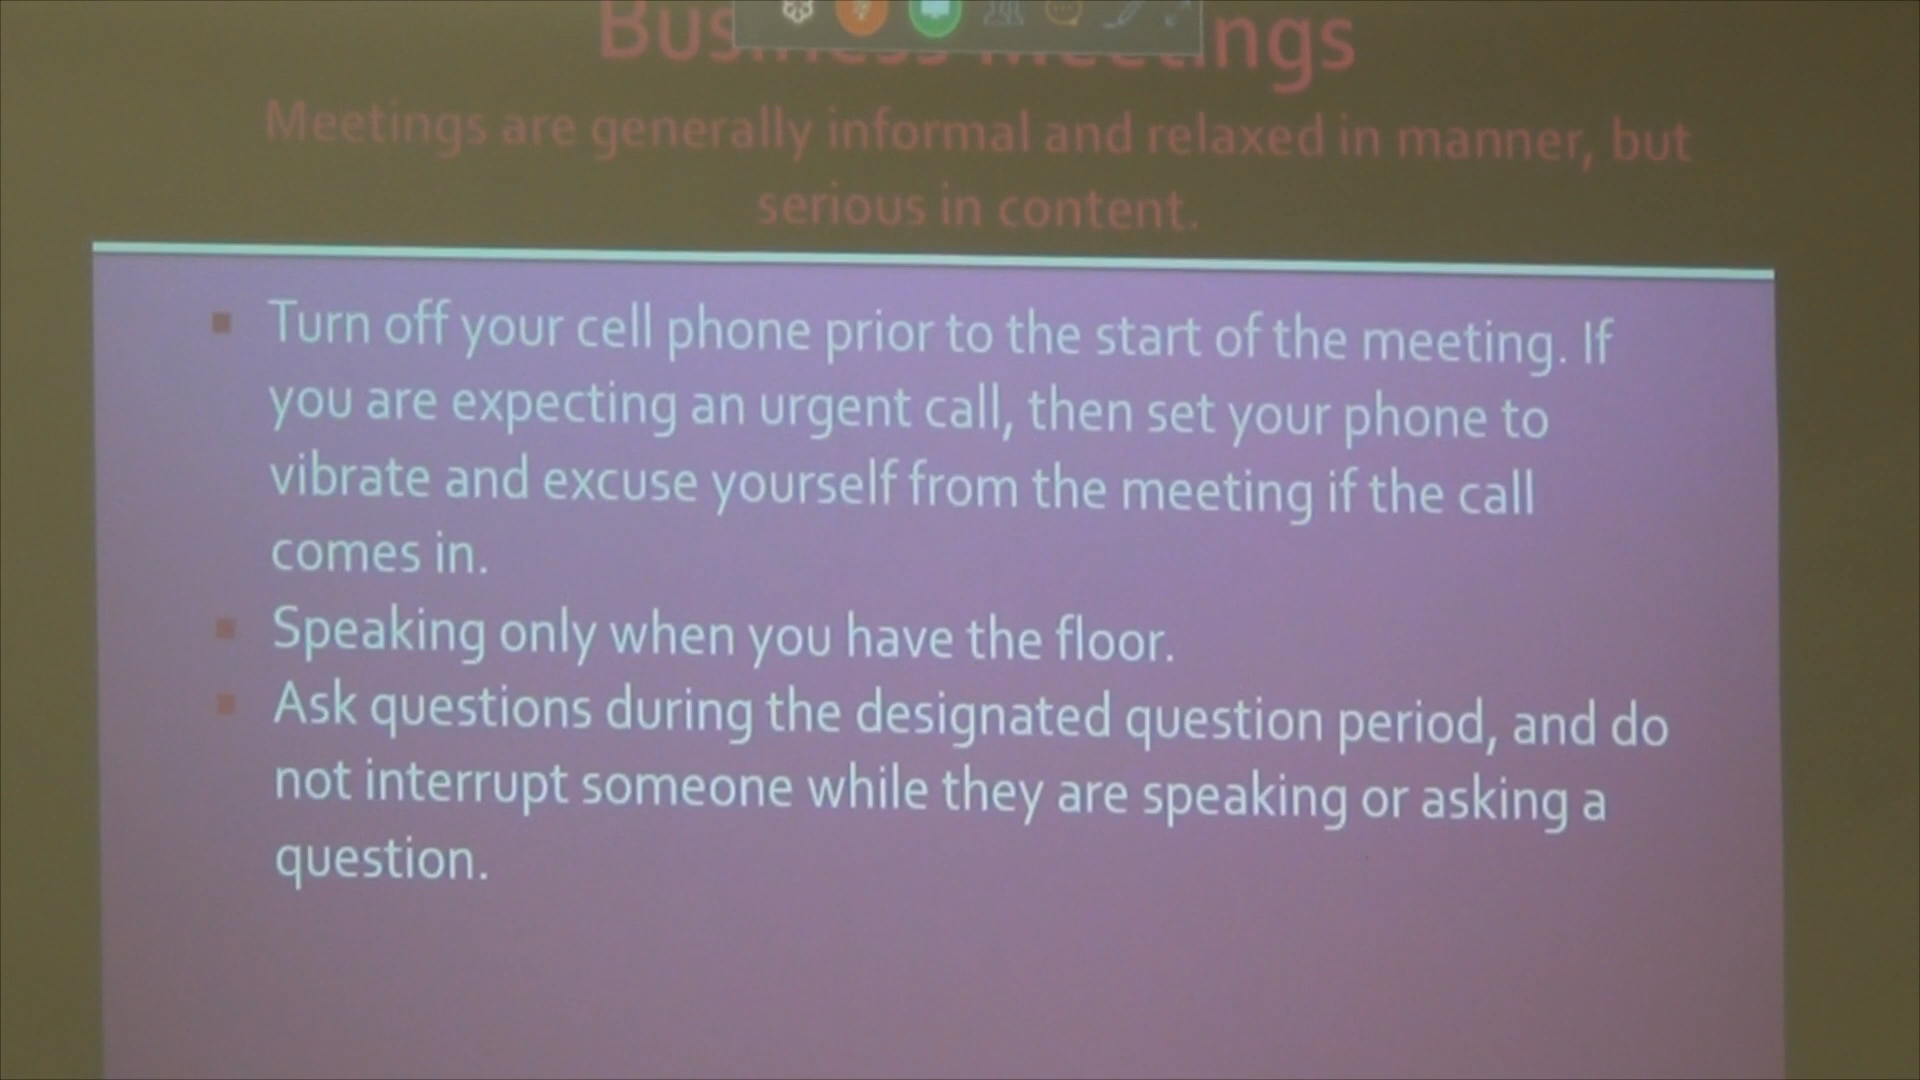 Business Meetings
Meetings are generally informal and relaxed in manner, but
serious in content.
Turn off your cell phone prior to the start of the meeting. If
you are expecting an urgent call, then set your phone to
vibrate and excuse yourself from the meeting if the call
comes in.
Speaking only when you have the floor.
Ask questions during the designated question period, and do
not interrupt someone while they are speaking or asking a
question.